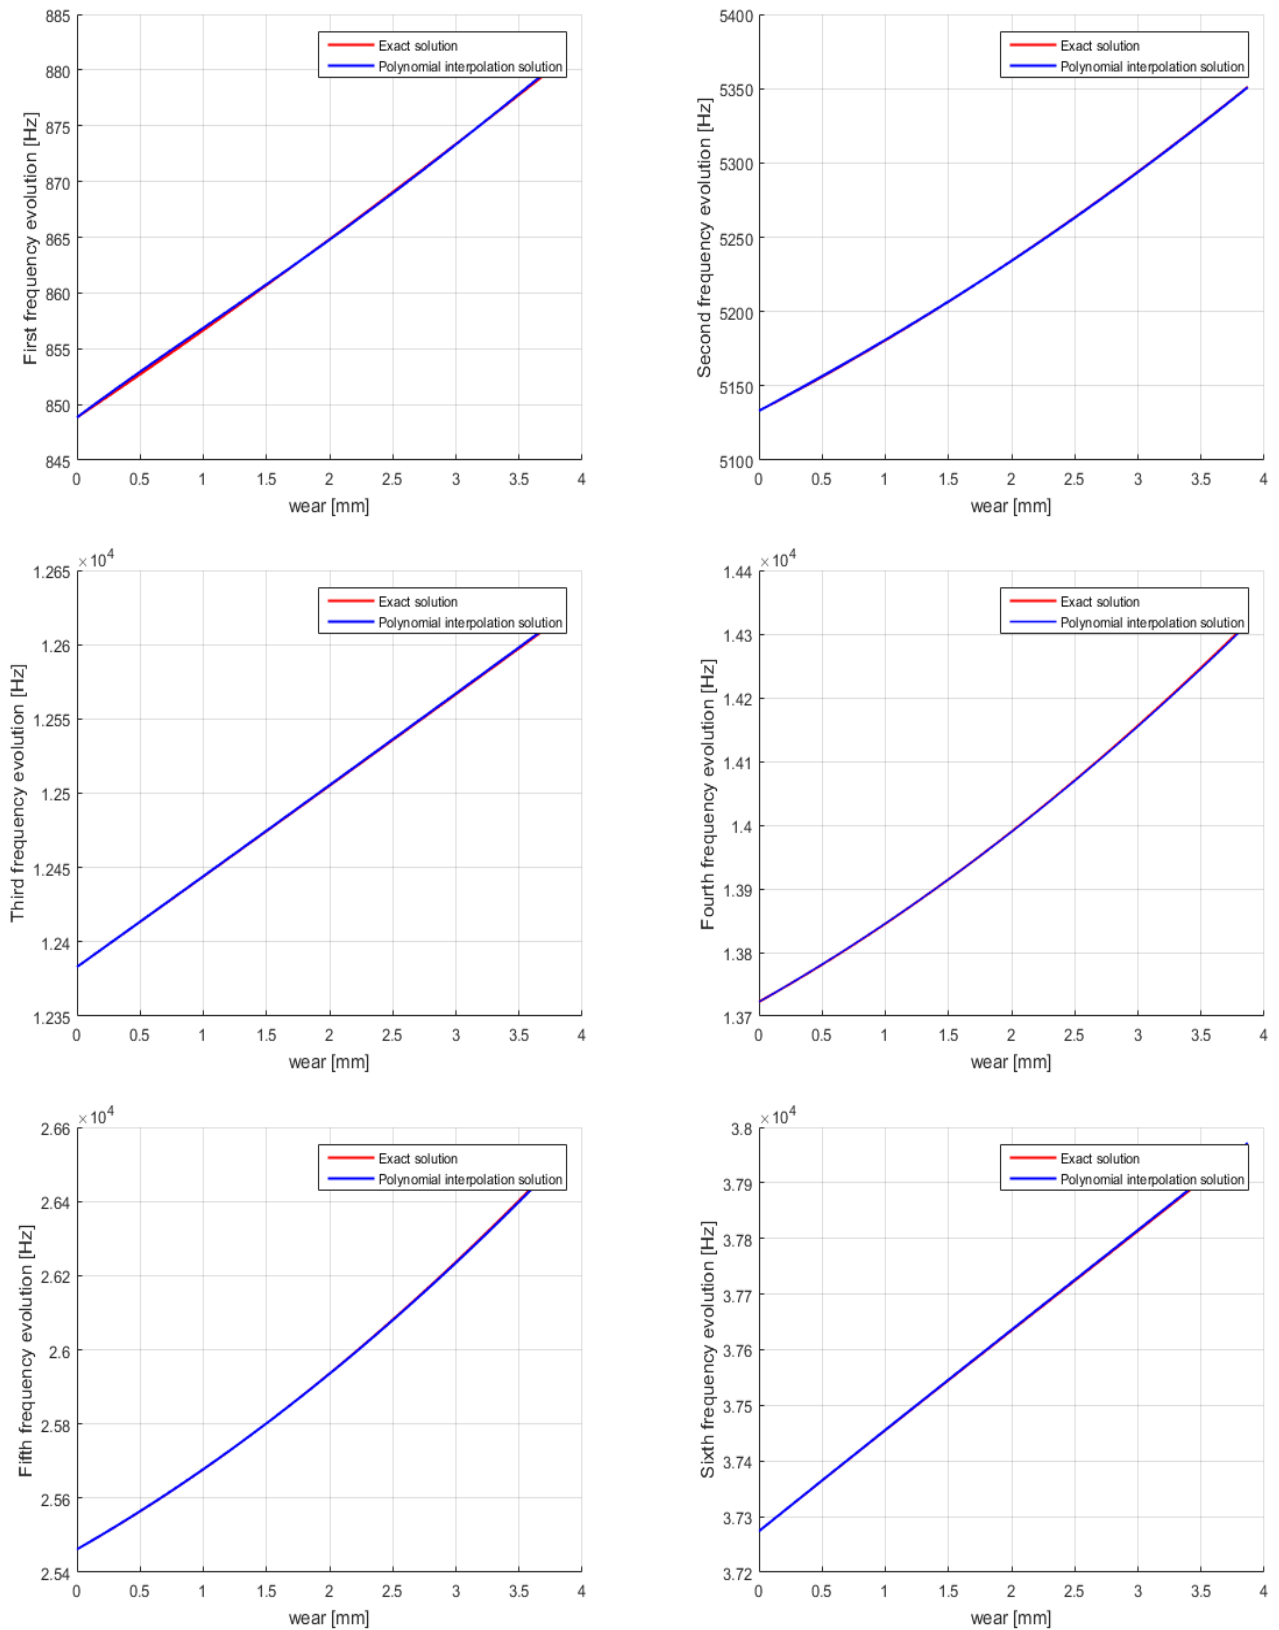 First frequency evolution [Hz]
885
880
875
870
865
860
855
850
845
Exact solution
Polynomial interpolation solution
0 0.5 1 1.5 2 2.5 3 3.5 4
wear [mm]
Second frequency evolution [Hz]
5400
5350
5300
5250
5200
5150
5100
Exact solution
Polynomial interpolation solution
0 0.5 1 1.5 2 2.5 3 3.5 4
wear [mm]
Third frequency evolution [Hz]
×10⁴
1.265
1.26
1.255
1.25
1.245
1.24
1.235
Exact solution
Polynomial interpolation solution
0 0.5 1 1.5 2 2.5 3 3.5 4
wear [mm]
Fourth frequency evolution [Hz]
×10⁴
1.44
1.43
1.42
1.41
1.4
1.39
1.38
1.37
Exact solution
Polynomial interpolation solution
0 0.5 1 1.5 2 2.5 3 3.5 4
wear [mm]
Fifth frequency evolution [Hz]
×10⁴
2.66
2.64
2.62
2.6
2.58
2.56
2.54
Exact solution
Polynomial interpolation solution
0 0.5 1 1.5 2 2.5 3 3.5 4
wear [mm]
Sixth frequency evolution [Hz]
×10⁴
3.8
3.79
3.78
3.77
3.76
3.75
3.74
3.73
3.72
Exact solution
Polynomial interpolation solution
0 0.5 1 1.5 2 2.5 3 3.5 4
wear [mm]